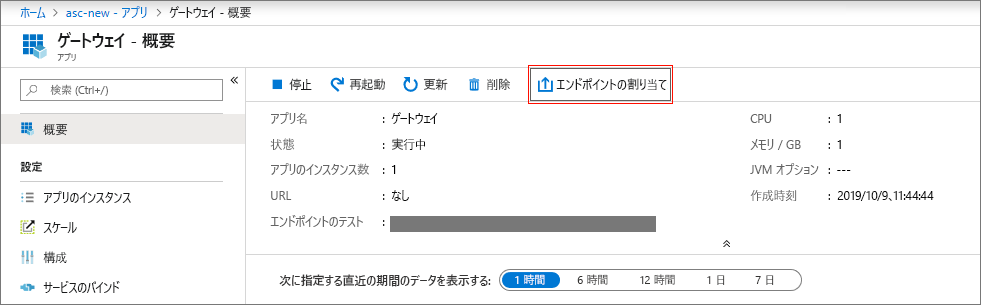 ホーム > asc-new - アプリ > ゲートウェイ - 概要
ゲートウェイ - 概要
アプリ
«
検索 (Ctrl+/)
概要
設定
アプリのインスタンス
スケール
構成
サービスのバインド
停止 再起動 更新 削除 エンドポイントの割り当て
アプリ名 : ゲートウェイ CPU : 1
状態 : 実行中 メモリ / GB : 1
アプリのインスタンス数 : 1 JVM オプション : ---
URL : なし 作成時刻 : 2019/10/9、11:44:44
エンドポイントのテスト :
次に指定する直近の期間のデータを表示する: 1 時間 6 時間 12 時間 1 日 7 日